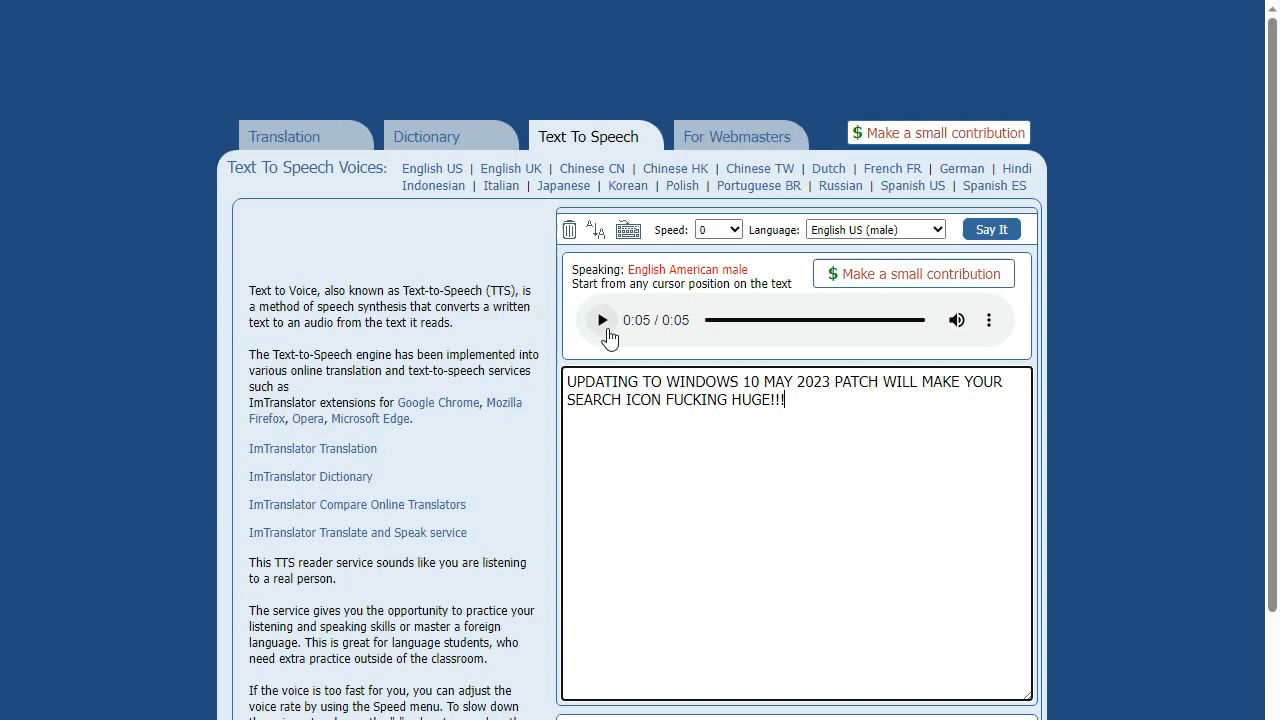 Translation
Dictionary
Text To Speech
For Webmasters
$ Make a small contribution
Text To Speech Voices:
English US | English UK | Chinese CN | Chinese HK | Chinese TW | Dutch | French FR | German | Hindi
Indonesian | Italian | Japanese | Korean | Polish | Portuguese BR | Russian | Spanish US | Spanish ES
Speed: 0 Language: English US (male) Say It
Speaking: English American male
Start from any cursor position on the text
$ Make a small contribution
0:05 / 0:05
UPDATING TO WINDOWS 10 MAY 2023 PATCH WILL MAKE YOUR
SEARCH ICON FUCKING HUGE!!!
Text to Voice, also known as Text-to-Speech (TTS), is
a method of speech synthesis that converts a written
text to an audio from the text it reads.
The Text-to-Speech engine has been implemented into
various online translation and text-to-speech services
such as
ImTranslator extensions for Google Chrome, Mozilla
Firefox, Opera, Microsoft Edge.
ImTranslator Translation
ImTranslator Dictionary
ImTranslator Compare Online Translators
ImTranslator Translate and Speak service
This TTS reader service sounds like you are listening
to a real person.
The service gives you the opportunity to practice your
listening and speaking skills or master a foreign
language. This is great for language students, who
need extra practice outside of the classroom.
If the voice is too fast for you, you can adjust the
voice rate by using the Speed menu. To slow down